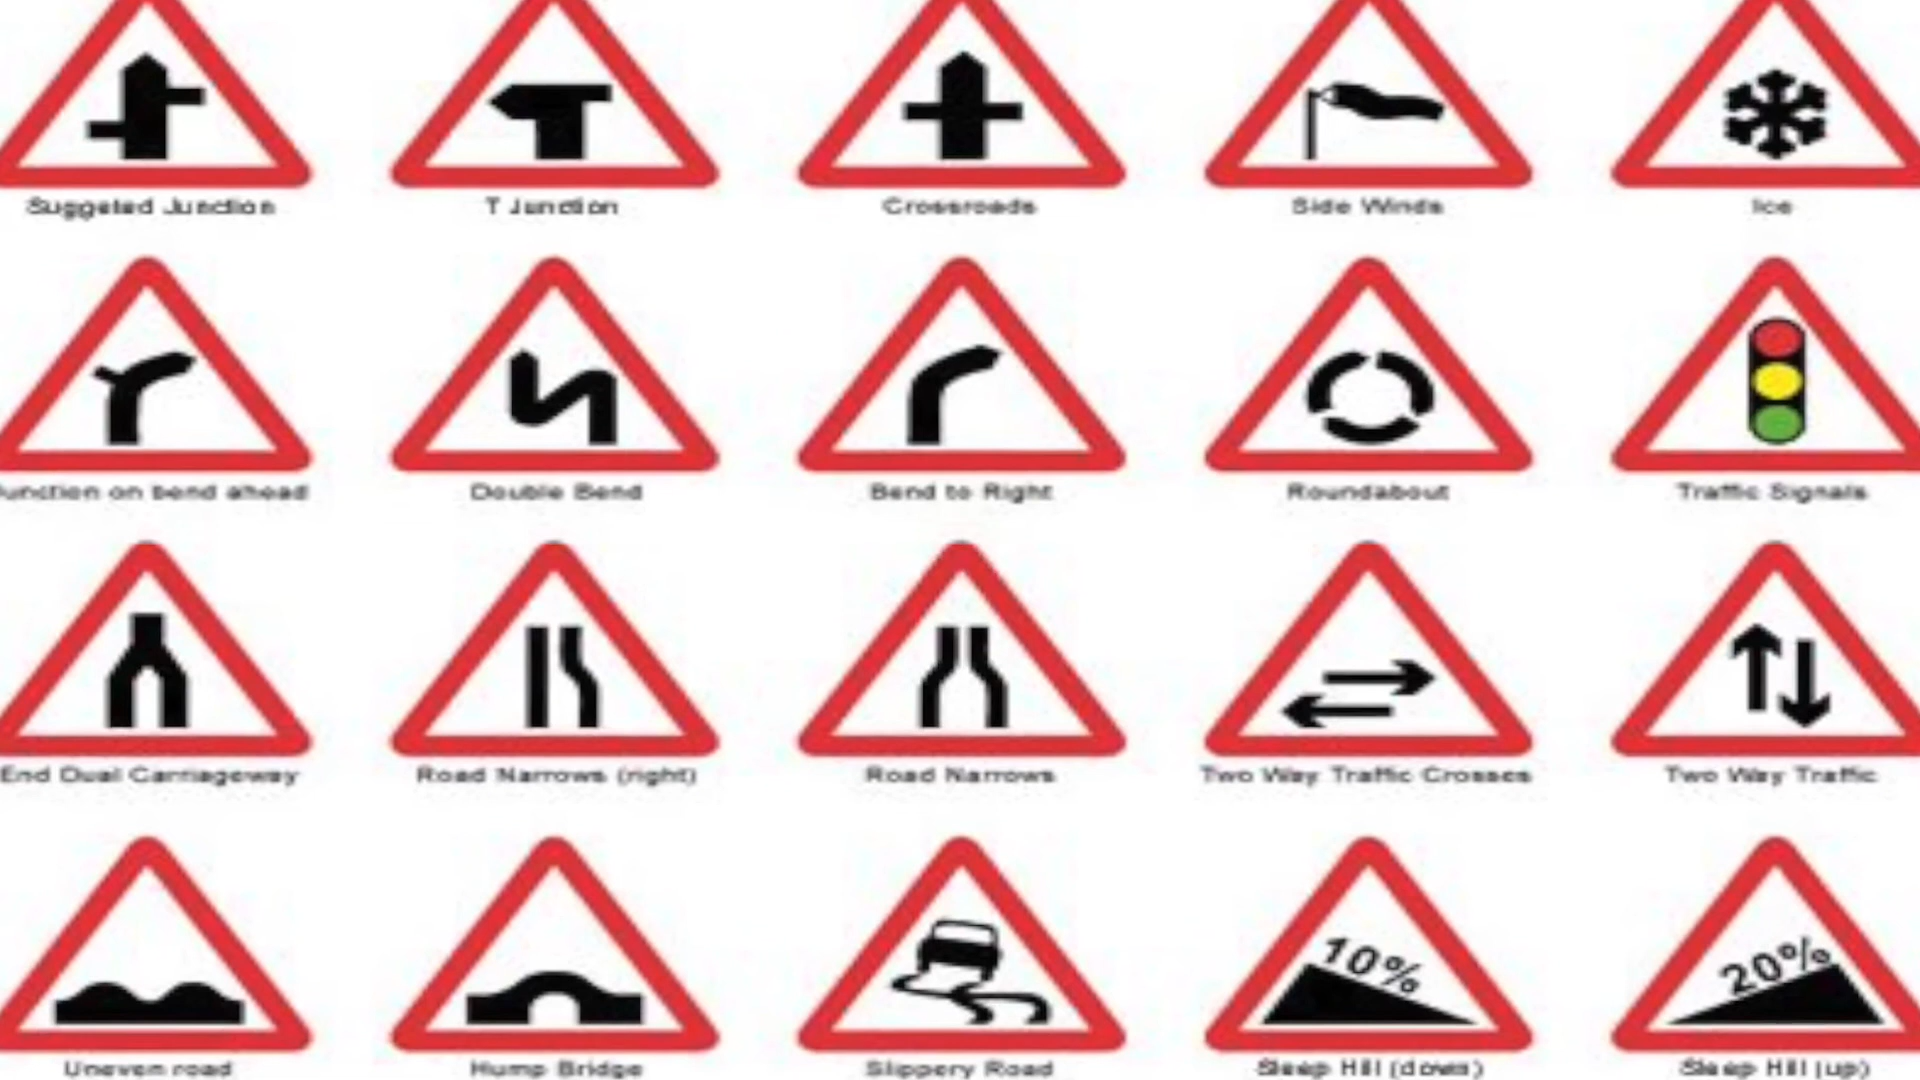 Suggeted Junction
T Junction
Crossroads
Side Winds
Ice
unction on bend ahead
Double Bend
Bend to Right
Roundabout
Traffic Signals
End Dual Carriageway
Road Narrows (right)
Road Narrows
Two Way Traffic Crosses
Two Way Traffic
10%
20%
Uneven road
Hump Bridge
Slippery Road
Steep Hill (down)
Steep Hill (up)